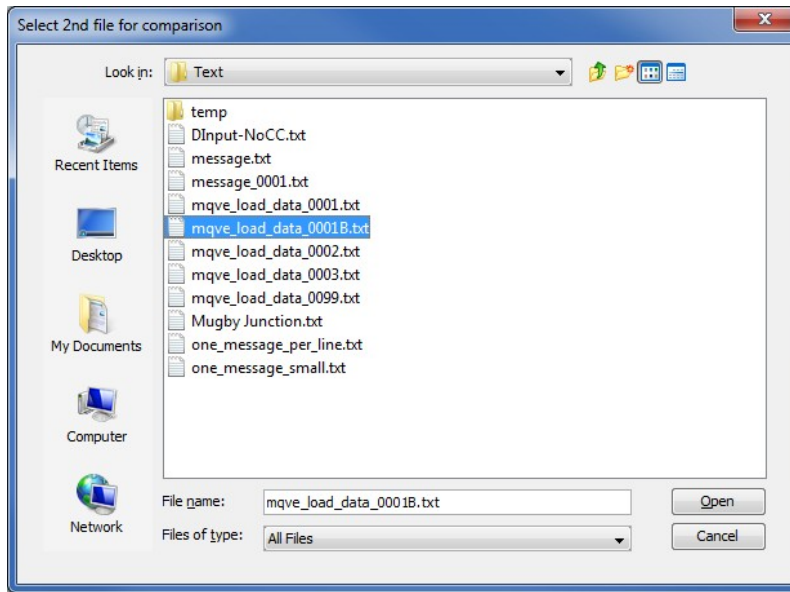 Select 2nd file for comparison
Look in: Text
temp
DInput-NoCC.txt
message.txt
message_0001.txt
mqve_load_data_0001.txt
mqve_load_data_0001B.txt
mqve_load_data_0002.txt
mqve_load_data_0003.txt
mqve_load_data_0099.txt
Mugby Junction.txt
one_message_per_line.txt
one_message_small.txt
Recent Items
Desktop
My Documents
Computer
Network
File name: mqve_load_data_0001B.txt Open
Files of type: All Files Cancel